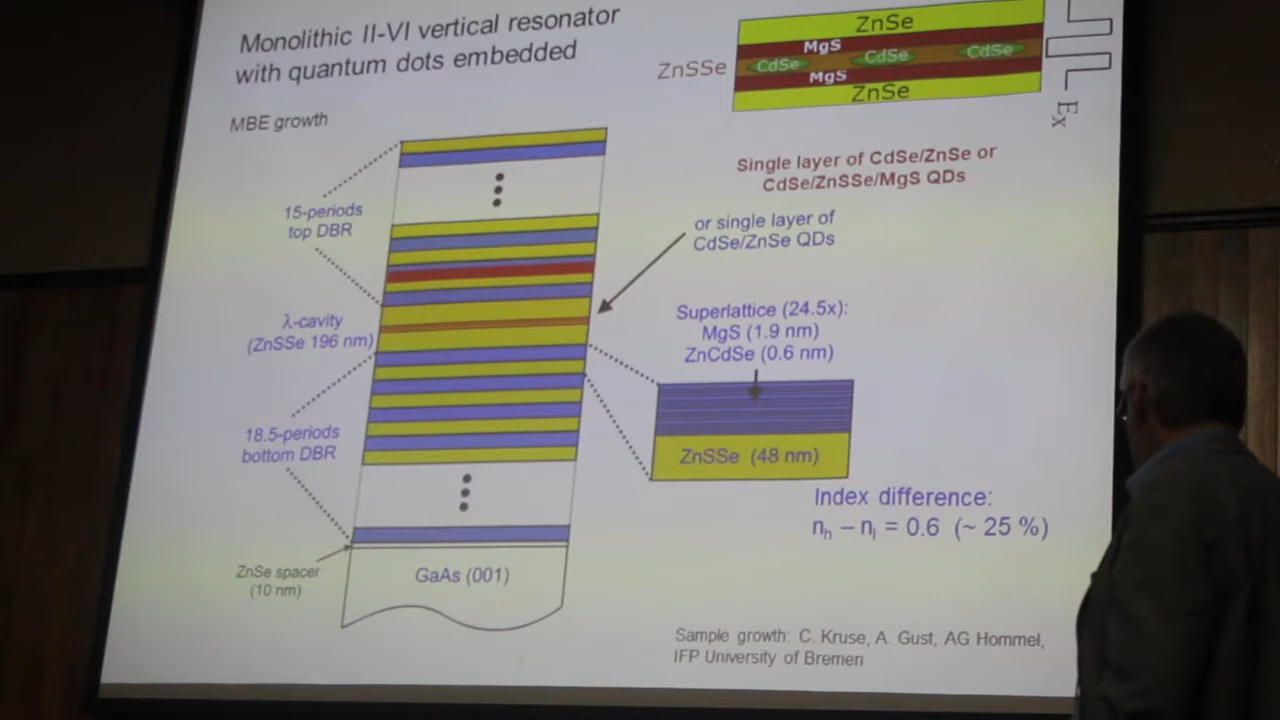 Monolithic II-VI vertical resonator
with quantum dots embedded
MBE growth
ZnSe
MgS
ZnSSe
CdSe CdSe CdSe
MgS
ZnSe
Ex
Single layer of CdSe/ZnSe or
CdSe/ZnSSe/MgS QDs
15-periods
top DBR
or single layer of
CdSe/ZnSe QDs
λ-cavity
(ZnSSe 196 nm)
Superlattice (24.5x):
MgS (1.9 nm)
ZnCdSe (0.6 nm)
18.5-periods
bottom DBR
ZnSSe (48 nm)
Index difference:
nh – nl = 0.6 (~ 25 %)
ZnSe spacer
(10 nm)
GaAs (001)
Sample growth: C. Kruse, A. Gust, AG Hommel,
IFP University of Bremen